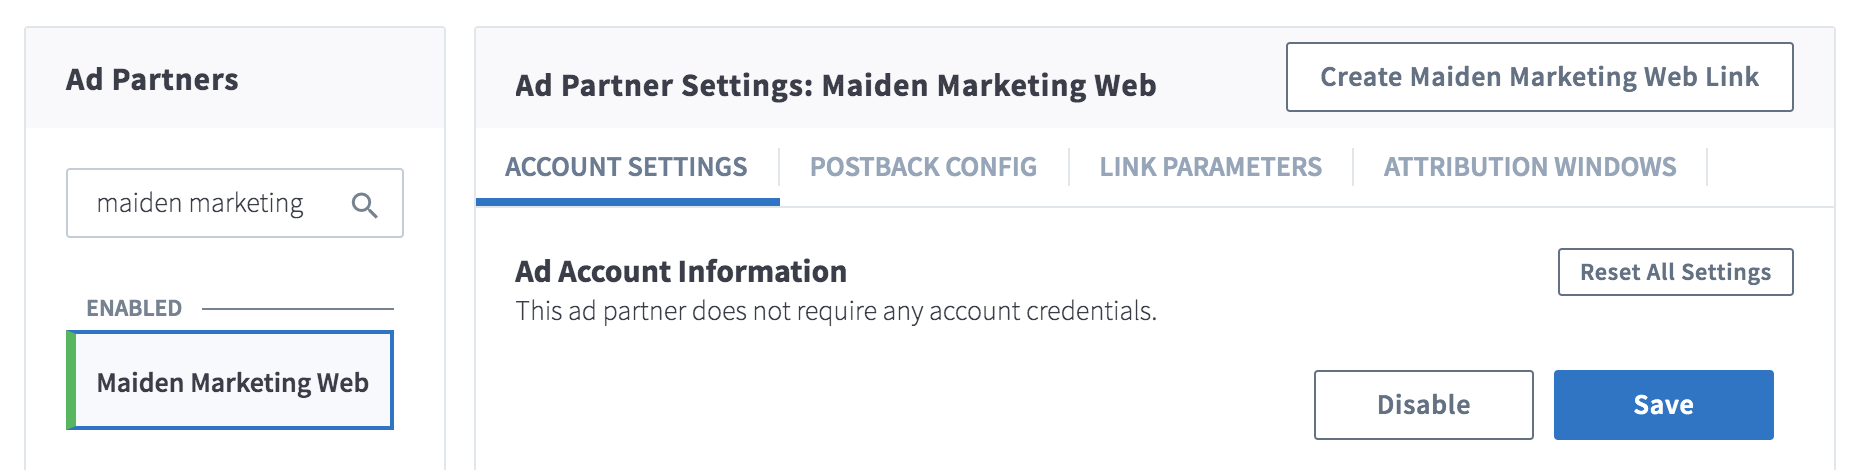 Ad Partners
maiden marketing
ENABLED
Maiden Marketing Web
Ad Partner Settings: Maiden Marketing Web
Create Maiden Marketing Web Link
ACCOUNT SETTINGS
POSTBACK CONFIG
LINK PARAMETERS
ATTRIBUTION WINDOWS
Ad Account Information
Reset All Settings
This ad partner does not require any account credentials.
Disable
Save